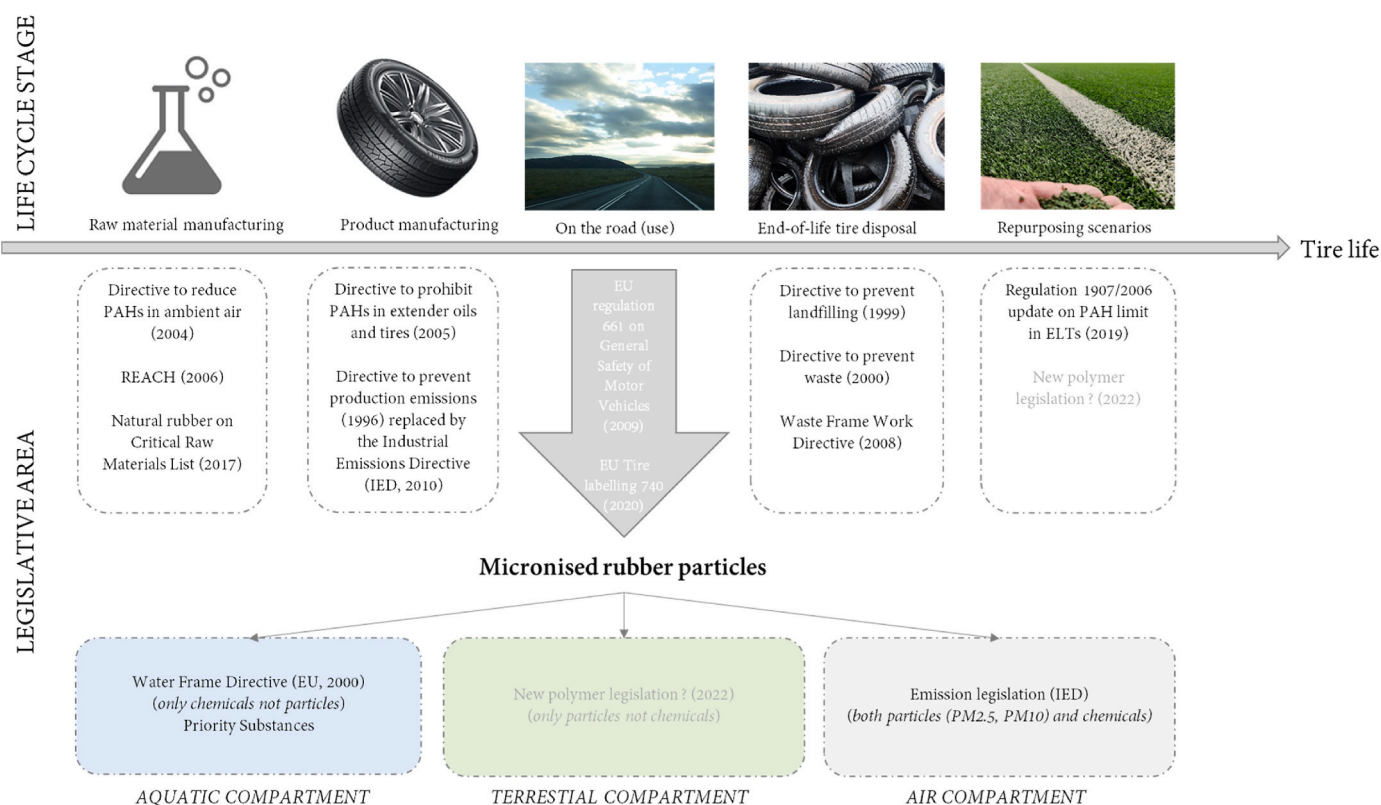 LIFE CYCLE STAGE
Raw material manufacturing
Product manufacturing
On the road (use)
End-of-life tire disposal
Repurposing scenarios
Tire life
LEGISLATIVE AREA
Directive to reduce
PAHs in ambient air
(2004)
REACH (2006)
Natural rubber on
Critical Raw
Materials List (2017)
Directive to prohibit
PAHs in extender oils
and tires (2005)
Directive to prevent
production emissions
(1996) replaced by
the Industrial
Emissions Directive
(IED, 2010)
EU
regulation
661 on
General
Safety of
Motor
Vehicles
(2009)
EU Tire
labelling 740
(2020)
Directive to prevent
landfilling (1999)
Directive to prevent
waste (2000)
Waste Frame Work
Directive (2008)
Regulation 1907/2006
update on PAH limit
in ELTs (2019)
New polymer
legislation? (2022)
Micronised rubber particles
Water Frame Directive (EU, 2000)
(only chemicals not particles)
Priority Substances
New polymer legislation? (2022)
(only particles not chemicals)
Emission legislation (IED)
(both particles (PM2.5, PM10) and chemicals)
AQUATIC COMPARTMENT
TERRESTIAL COMPARTMENT
AIR COMPARTMENT